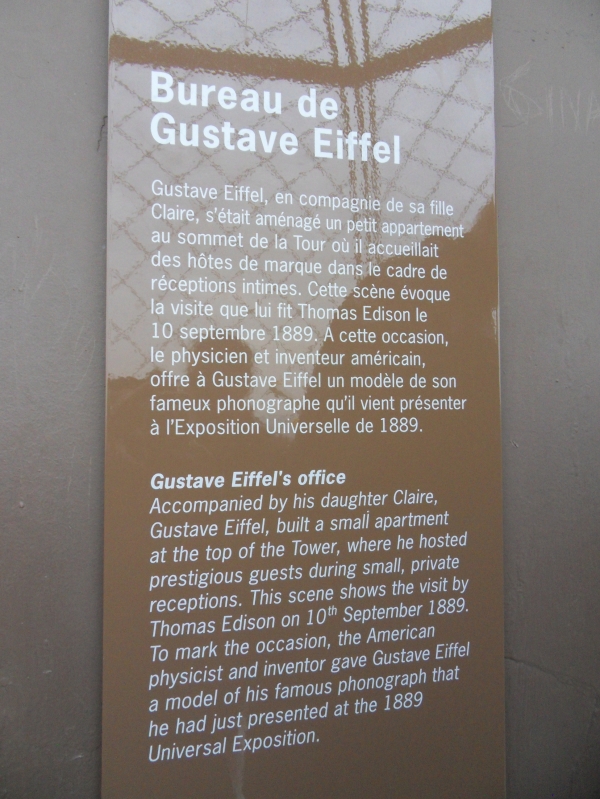 Bureau de
Gustave Eiffel
Gustave Eiffel, en compagnie de sa fille
Claire, s'était aménagé un petit appartement
au sommet de la Tour où il accueillait
des hôtes de marque dans le cadre de
réceptions intimes. Cette scène évoque
la visite que lui fit Thomas Edison le
10 septembre 1889. A cette occasion,
le physicien et inventeur américain,
offre à Gustave Eiffel un modèle de son
fameux phonographe qu'il vient présenter
à l'Exposition Universelle de 1889.
Gustave Eiffel's office
Accompanied by his daughter Claire,
Gustave Eiffel, built a small apartment
at the top of the Tower, where he hosted
prestigious guests during small, private
receptions. This scene shows the visit by
Thomas Edison on 10th September 1889.
To mark the occasion, the American
physicist and inventor gave Gustave Eiffel
a model of his famous phonograph that
he had just presented at the 1889
Universal Exposition.